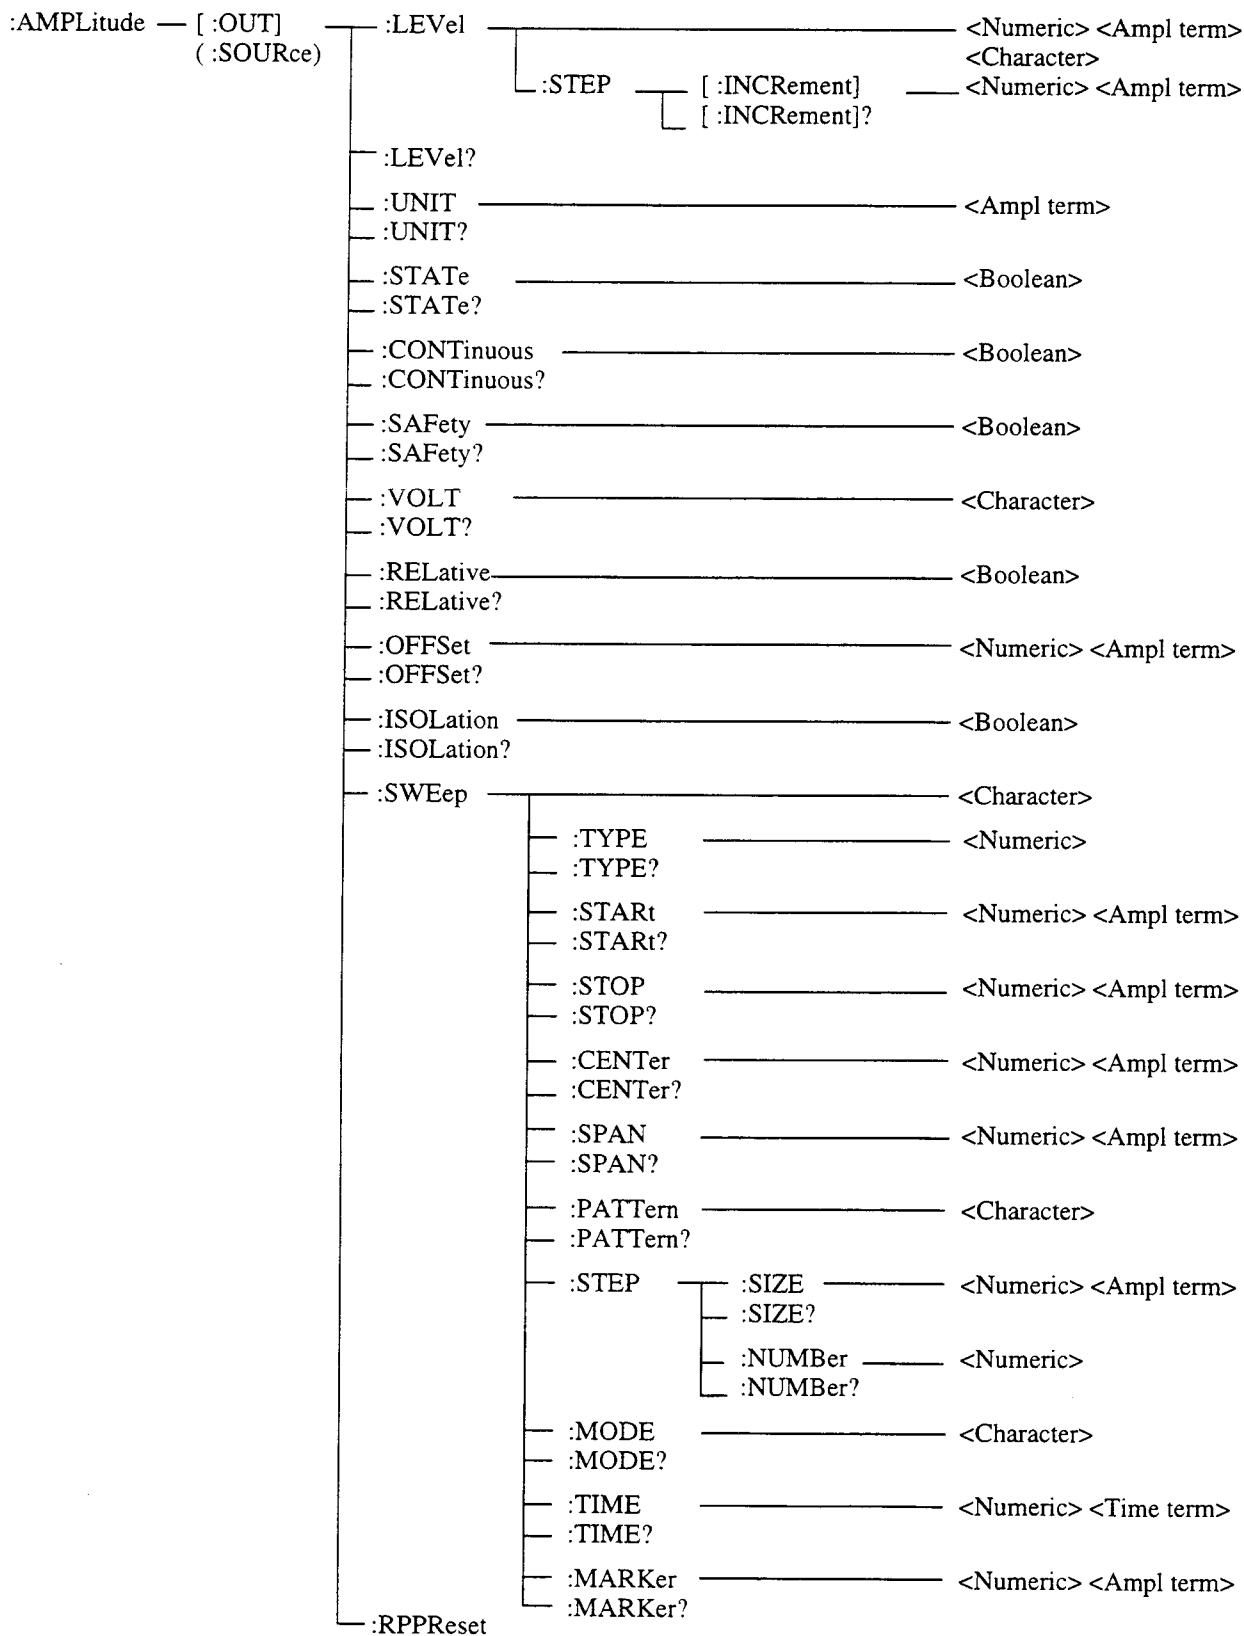 :AMPLitude [ :OUT] :LEVel <Numeric> <Ampl term>
( :SOURce) <Character>
:STEP [ :INCRement] <Numeric> <Ampl term>
[ :INCRement]?
:LEVel?
:UNIT <Ampl term>
:UNIT?
:STATe <Boolean>
:STATe?
:CONTinuous <Boolean>
:CONTinuous?
:SAFety <Boolean>
:SAFety?
:VOLT <Character>
:VOLT?
:RELative <Boolean>
:RELative?
:OFFSet <Numeric> <Ampl term>
:OFFSet?
:ISOLation <Boolean>
:ISOLation?
:SWEep <Character>
:TYPE <Numeric>
:TYPE?
:STARt <Numeric> <Ampl term>
:STARt?
:STOP <Numeric> <Ampl term>
:STOP?
:CENTer <Numeric> <Ampl term>
:CENTer?
:SPAN <Numeric> <Ampl term>
:SPAN?
:PATTern <Character>
:PATTern?
:STEP :SIZE <Numeric> <Ampl term>
:SIZE?
:NUMBer <Numeric>
:NUMBer?
:MODE <Character>
:MODE?
:TIME <Numeric> <Time term>
:TIME?
:MARKer <Numeric> <Ampl term>
:MARKer?
:RPPReset